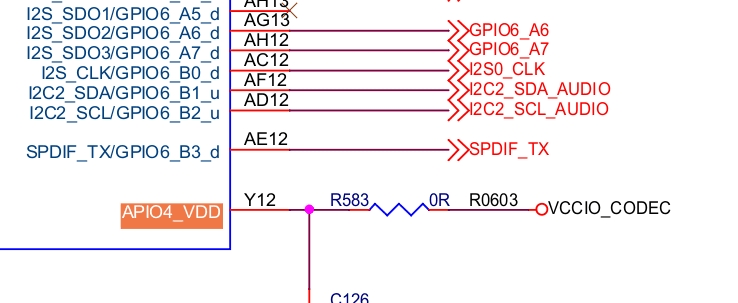 AH13
I2S_SDO1/GPIO6_A5_d
I2S_SDO2/GPIO6_A6_d AG13 GPIO6_A6
I2S_SDO3/GPIO6_A7_d AH12 GPIO6_A7
I2S_CLK/GPIO6_B0_d AC12 I2S0_CLK
I2C2_SDA/GPIO6_B1_u AF12 I2C2_SDA_AUDIO
I2C2_SCL/GPIO6_B2_u AD12 I2C2_SCL_AUDIO
SPDIF_TX/GPIO6_B3_d AE12 SPDIF_TX
APIO4_VDD Y12 R583 0R R0603 VCCIO_CODEC
C126